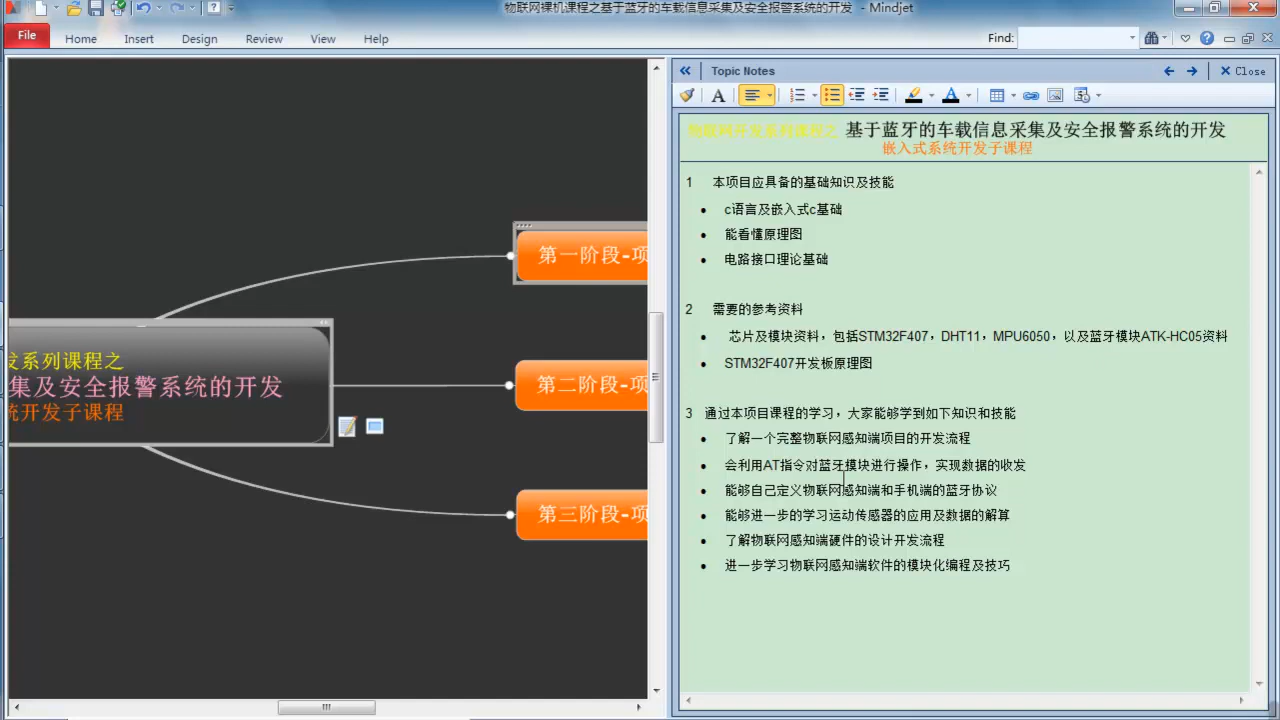 物联网裸机课程之基于蓝牙的车载信息采集及安全报警系统的开发 - Mindjet
File Home Insert Design Review View Help Find:
第一阶段-项
发系列课程之
集及安全报警系统的开发
统开发子课程
第二阶段-项
第三阶段-项
Topic Notes Close
物联网开发系列课程之 基于蓝牙的车载信息采集及安全报警系统的开发
嵌入式系统开发子课程
1 本项目应具备的基础知识及技能
• c语言及嵌入式c基础
• 能看懂原理图
• 电路接口理论基础
2 需要的参考资料
• 芯片及模块资料，包括STM32F407，DHT11，MPU6050，以及蓝牙模块ATK-HC05资料
• STM32F407开发板原理图
3 通过本项目课程的学习，大家能够学到如下知识和技能
• 了解一个完整物联网感知端项目的开发流程
• 会利用AT指令对蓝牙模块进行操作，实现数据的收发
• 能够自己定义物联网感知端和手机端的蓝牙协议
• 能够进一步的学习运动传感器的应用及数据的解算
• 了解物联网感知端硬件的设计开发流程
• 进一步学习物联网感知端软件的模块化编程及技巧